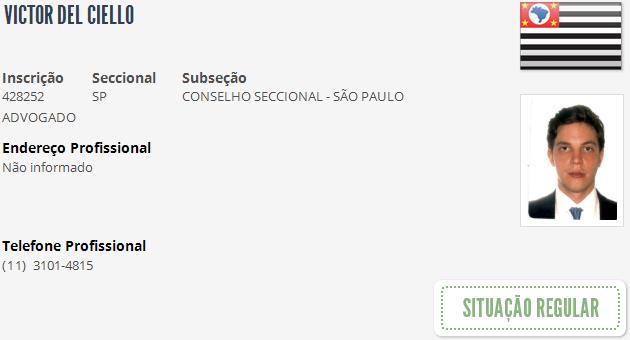 VICTOR DEL CIELLO
Inscrição Seccional Subseção
428252 SP CONSELHO SECCIONAL - SÃO PAULO
ADVOGADO
Endereço Profissional
Não informado
Telefone Profissional
(11) 3101-4815
SITUAÇÃO REGULAR